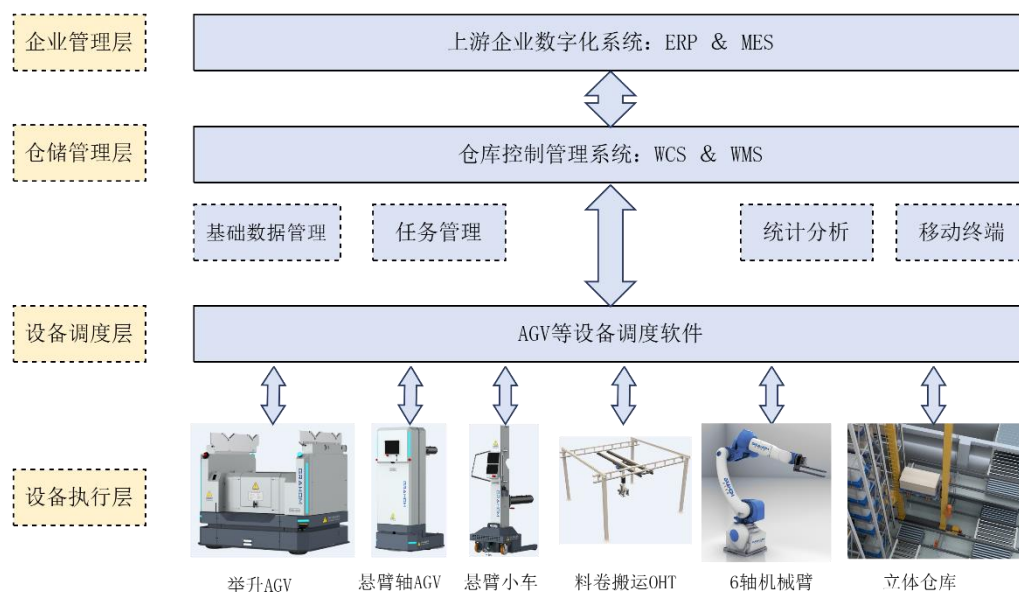 企业管理层
上游企业数字化系统：ERP & MES
仓储管理层
仓库控制管理系统：WCS & WMS
基础数据管理
任务管理
统计分析
移动终端
设备调度层
AGV等设备调度软件
设备执行层
举升AGV
悬臂轴AGV
悬臂小车
料卷搬运OHT
6轴机械臂
立体仓库